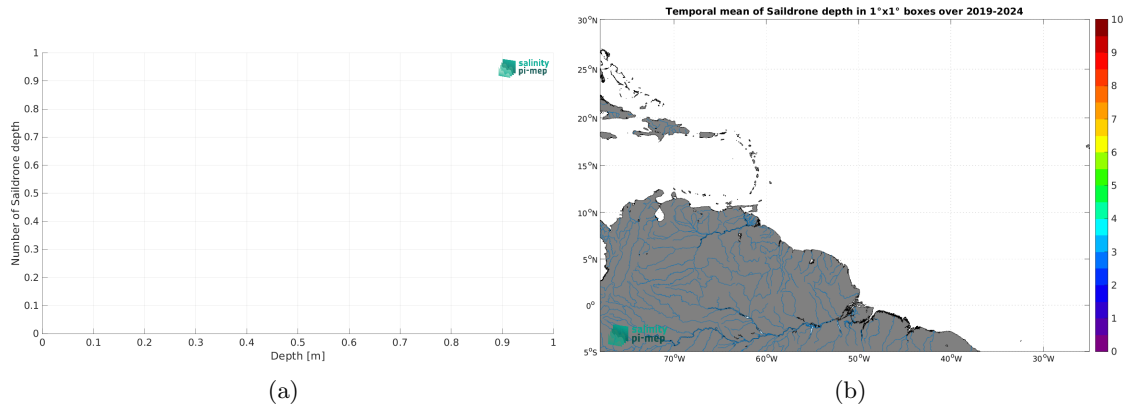 Temporal mean of Saildrone depth in 1°x1° boxes over 2019-2024
salinity
pi-mep
Number of Saildrone depth
1
0.9
0.8
0.7
0.6
0.5
0.4
0.3
0.2
0.1
0
0 0.1 0.2 0.3 0.4 0.5 0.6 0.7 0.8 0.9 1
Depth [m]
(a)
30°N
25°N
20°N
15°N
10°N
5°N
0°
5°S
70°W 60°W 50°W 40°W 30°W
salinity
pi-mep
10
9
8
7
6
5
4
3
2
1
0
(b)